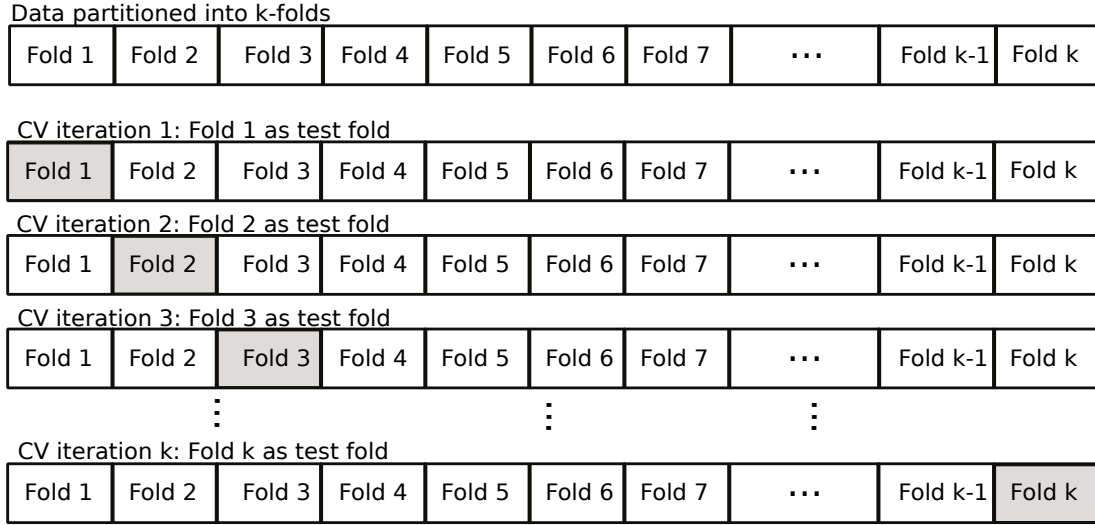 Data partitioned into k-folds
Fold 1 Fold 2 Fold 3 Fold 4 Fold 5 Fold 6 Fold 7 ... Fold k-1 Fold k
CV iteration 1: Fold 1 as test fold
Fold 1 Fold 2 Fold 3 Fold 4 Fold 5 Fold 6 Fold 7 ... Fold k-1 Fold k
CV iteration 2: Fold 2 as test fold
Fold 1 Fold 2 Fold 3 Fold 4 Fold 5 Fold 6 Fold 7 ... Fold k-1 Fold k
CV iteration 3: Fold 3 as test fold
Fold 1 Fold 2 Fold 3 Fold 4 Fold 5 Fold 6 Fold 7 ... Fold k-1 Fold k
⋮ ⋮ ⋮
CV iteration k: Fold k as test fold
Fold 1 Fold 2 Fold 3 Fold 4 Fold 5 Fold 6 Fold 7 ... Fold k-1 Fold k